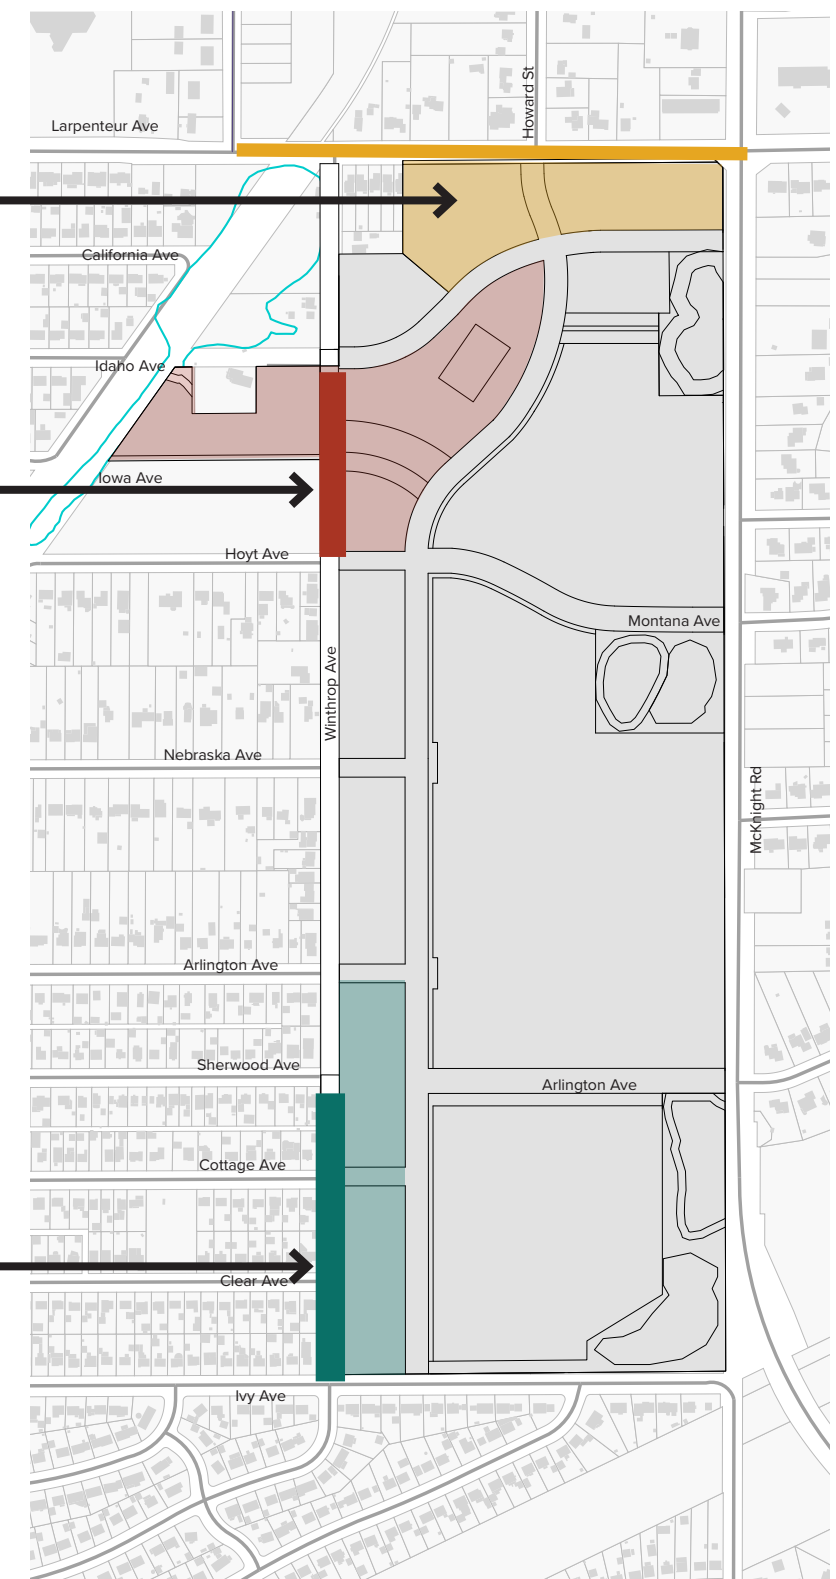 Howard St
Larpenteur Ave
California Ave
Idaho Ave
Iowa Ave
Hoyt Ave
Montana Ave
Winthrop Ave
Nebraska Ave
McKnight Rd
Arlington Ave
Sherwood Ave
Arlington Ave
Cottage Ave
Clear Ave
Ivy Ave